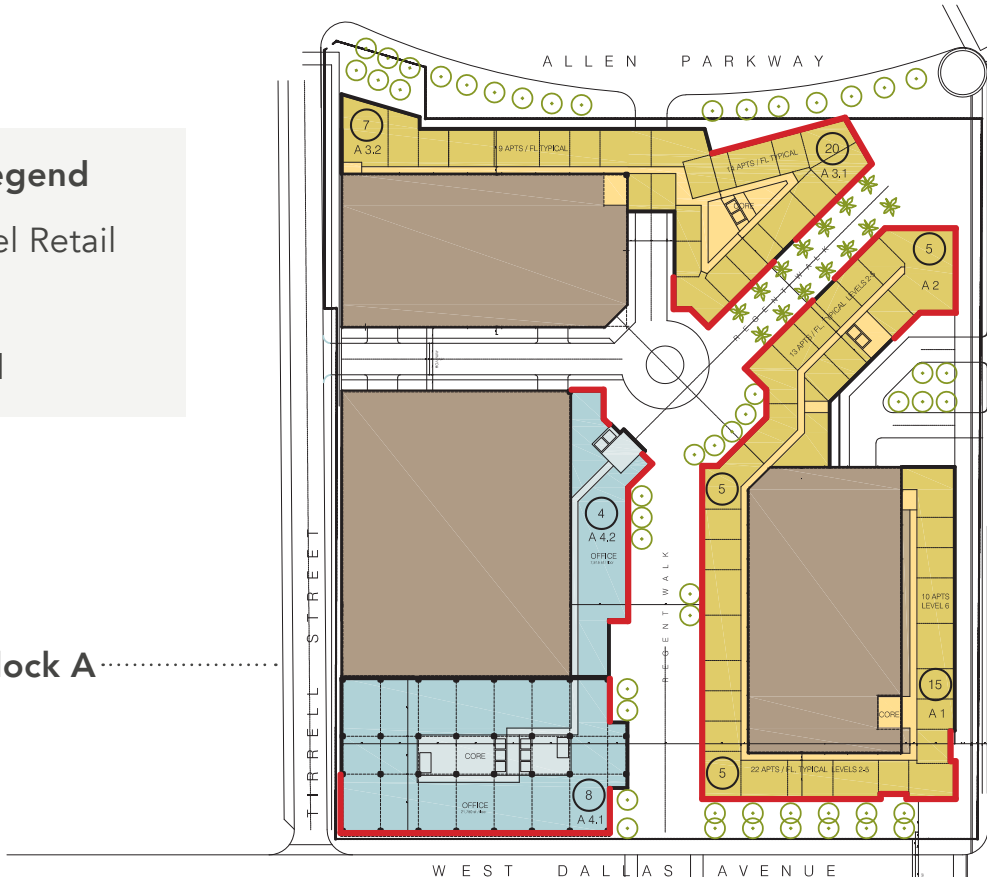 ALLEN PARKWAY
egend
el Retail
lock A
7
A 3.2
9 APTS / FL TYPICAL
14 APTS / FL TYPICAL
20
A 3.1
CORE
REGENT WALK
5
A 2
13 APTS / FL. TYPICAL LEVELS 2-5
5
4
A 4.2
OFFICE
REGENT WALK
10 APTS
LEVEL 6
15
A 1
CORE
5
22 APTS / FL. TYPICAL LEVELS 2-5
CORE
OFFICE
8
A 4.1
TIRRELL STREET
WEST DALLAS AVENUE